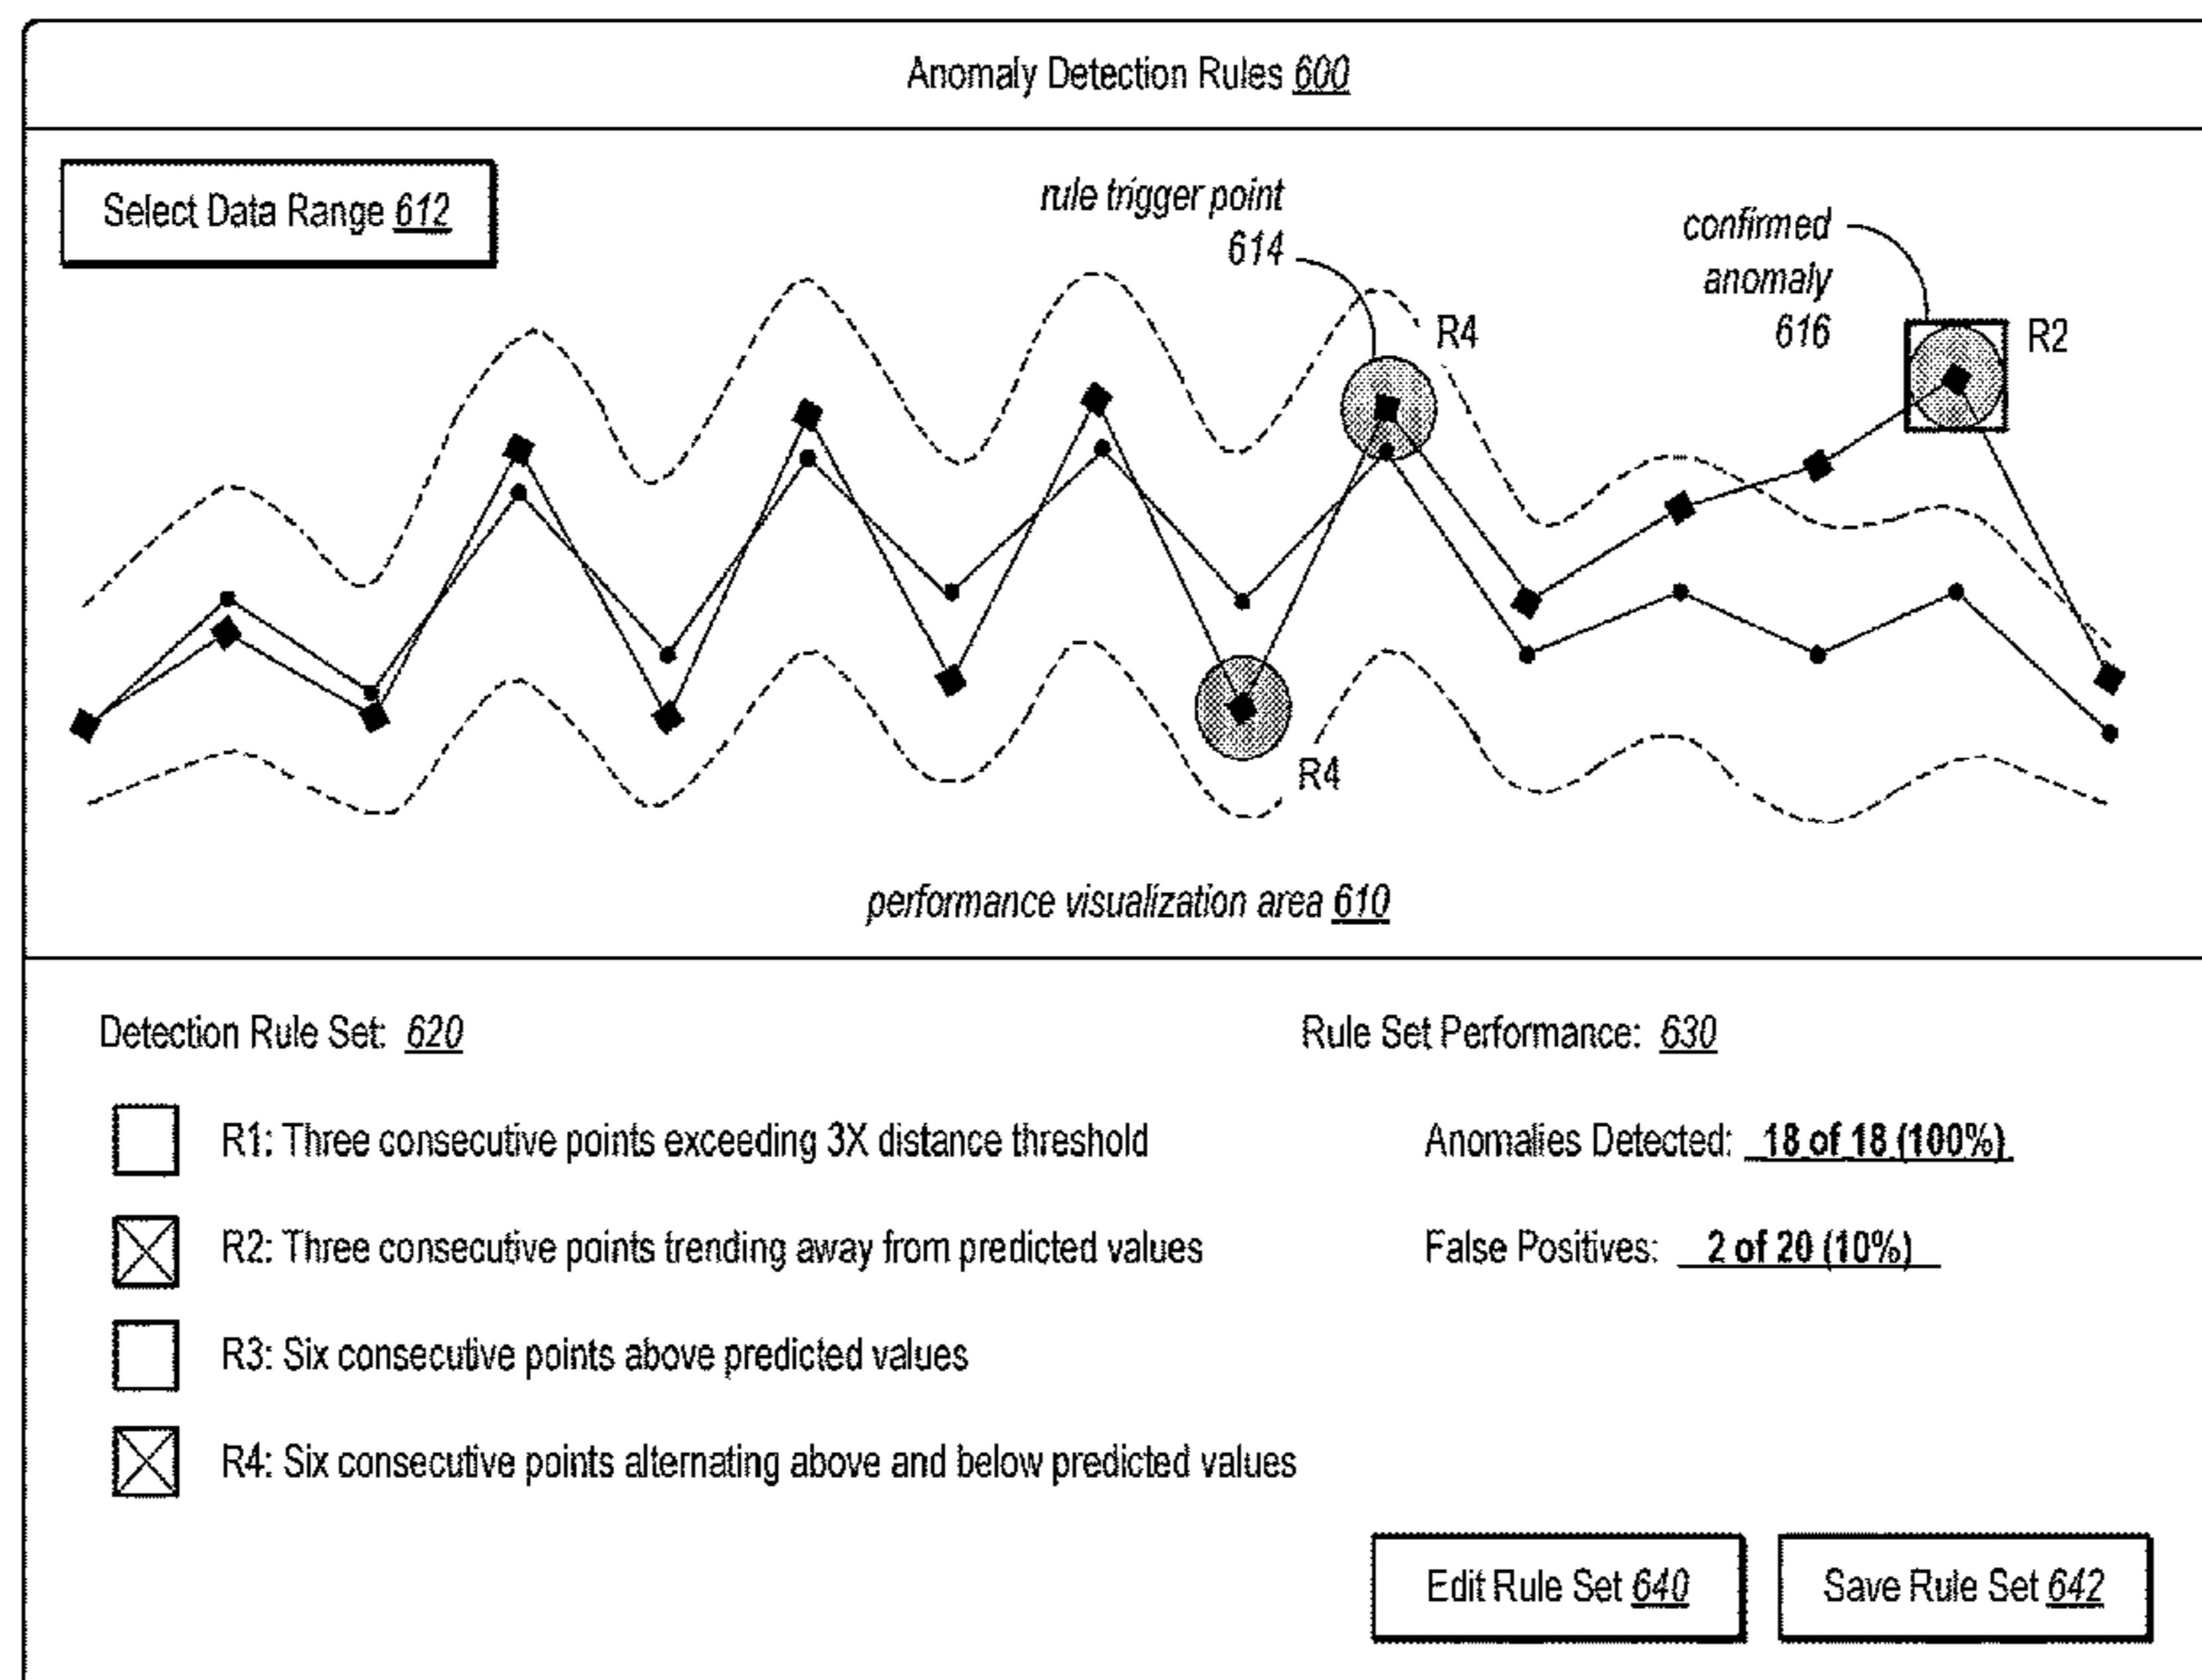 Anomaly Detection Rules 600
Select Data Range 612
rule trigger point
614
confirmed
anomaly
616
R4
R2
R4
performance visualization area 610
Detection Rule Set: 620
Rule Set Performance: 630
R1: Three consecutive points exceeding 3X distance threshold
Anomalies Detected: 18 of 18 (100%)
R2: Three consecutive points trending away from predicted values
False Positives: 2 of 20 (10%)
R3: Six consecutive points above predicted values
R4: Six consecutive points alternating above and below predicted values
Edit Rule Set 640
Save Rule Set 642